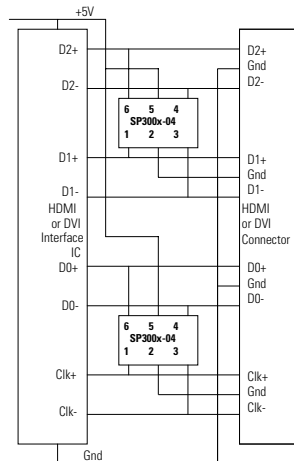 +5V
D2+
D2-
6 5 4
SP300x-04
1 2 3
D1+
D1-
HDMI
or DVI
Interface
IC
D0+
D0-
6 5 4
SP300x-04
1 2 3
Clk+
Clk-
Gnd
D2+
Gnd
D2-
D1+
Gnd
D1-
HDMI
or DVI
Connector
D0+
Gnd
D0-
Clk+
Gnd
Clk-